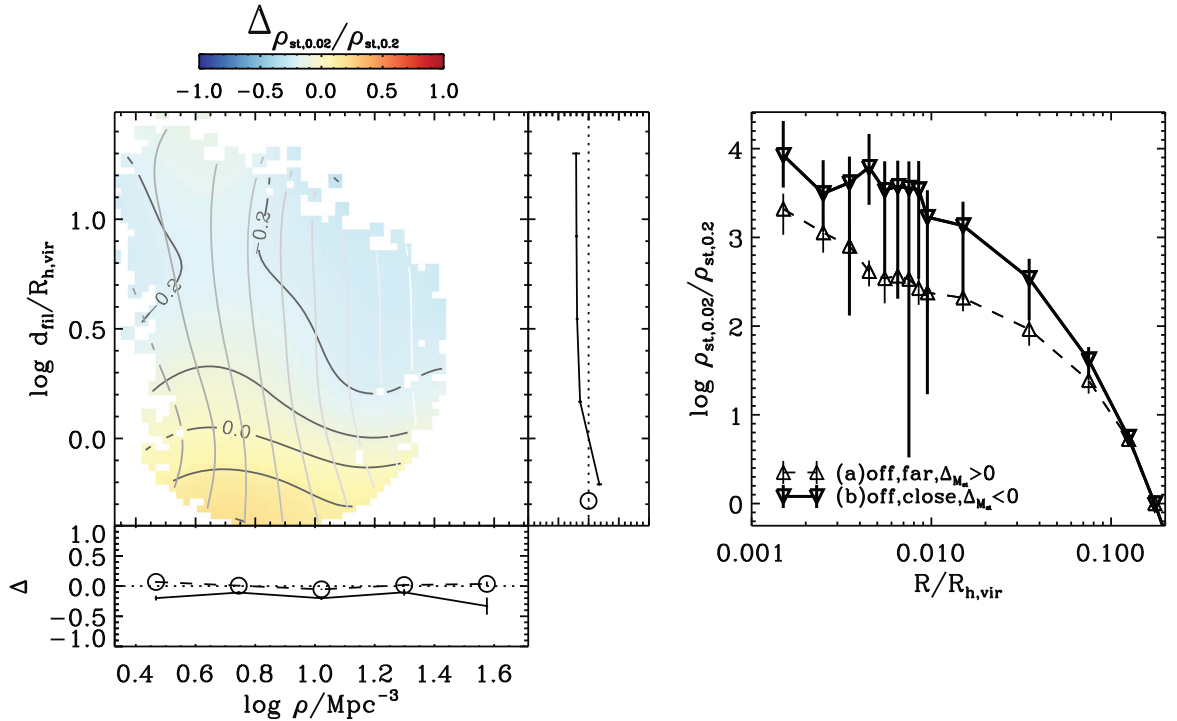 Δ ρst,0.02/ρst,0.2
−1.0 −0.5 0.0 0.5 1.0
log dfil/Rh,vir
1.0
0.5
0.0
−0.2
−0.2
0.0
Δ
1.0
0.5
0.0
−0.5
−1.0
0.4 0.6 0.8 1.0 1.2 1.4 1.6
log ρ/Mpc−3
log ρst,0.02/ρst,0.2
4
3
2
1
0
(a)off,far,ΔMst>0
(b)off,close,ΔMst<0
0.001 0.010 0.100
R/Rh,vir